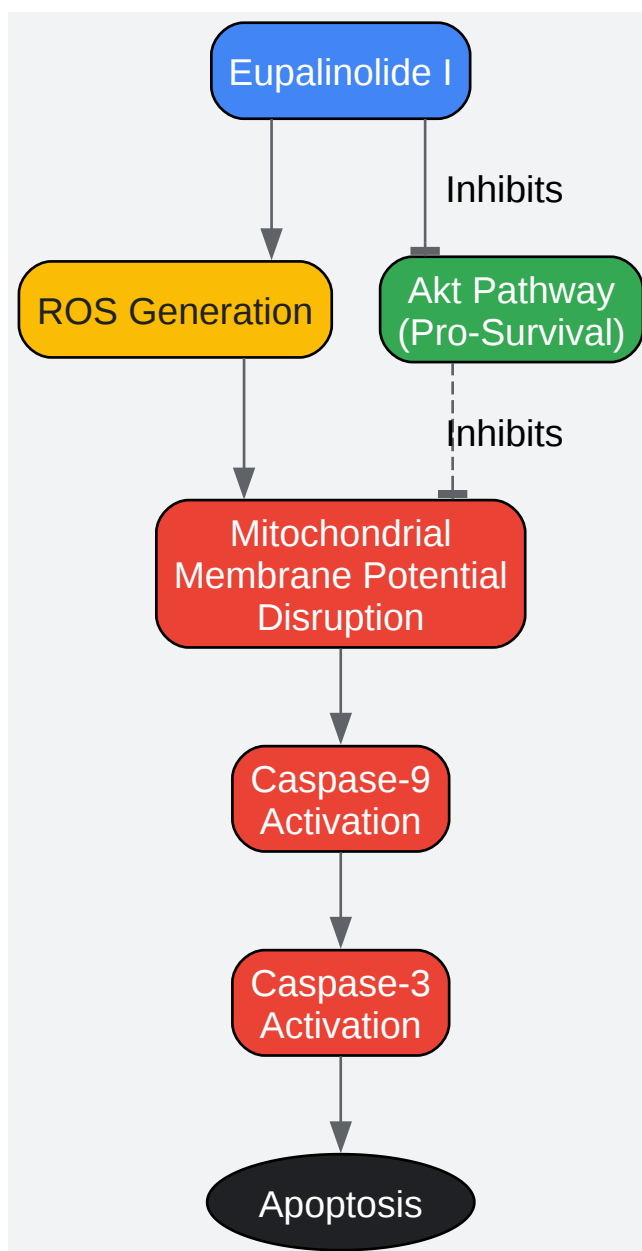 Eupalinolide I
Inhibits
ROS Generation
Akt Pathway
(Pro-Survival)
Inhibits
Mitochondrial
Membrane Potential
Disruption
Caspase-9
Activation
Caspase-3
Activation
Apoptosis